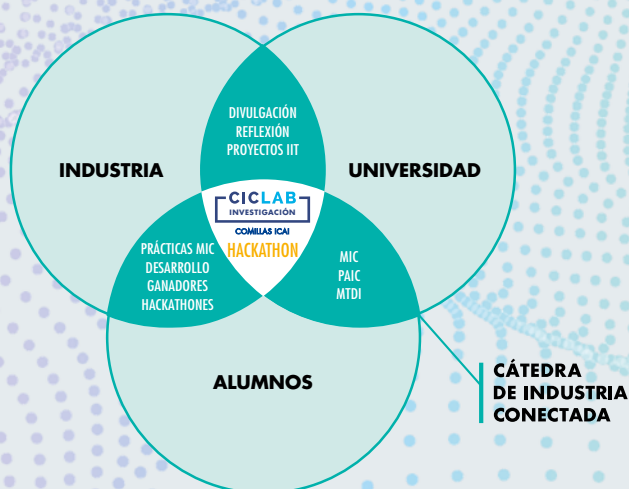 DIVULGACIÓN
REFLEXIÓN
PROYECTOS IIT
INDUSTRIA
UNIVERSIDAD
CICLAB
INVESTIGACIÓN
COMILLAS ICAI
HACKATHON
PRÁCTICAS MIC
DESARROLLO
GANADORES
HACKATHONES
MIC
PAIC
MTDI
ALUMNOS
CÁTEDRA
DE INDUSTRIA
CONECTADA